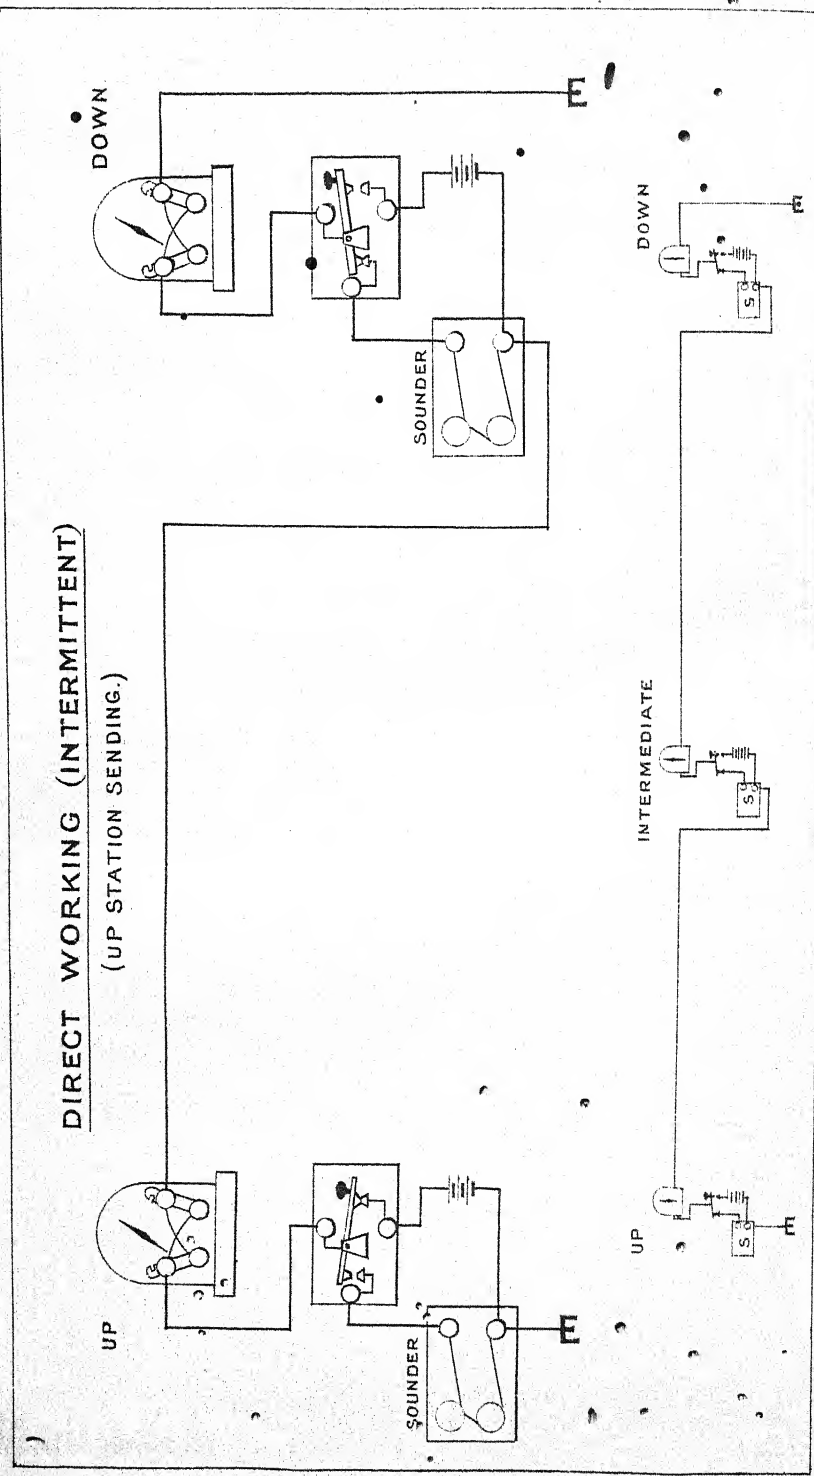 DIRECT WORKING (INTERMITTENT)
(UP STATION SENDING.)
UP
DOWN
SOUNDER
SOUNDER
E
E
UP
INTERMEDIATE
DOWN
S
S
S
E
E